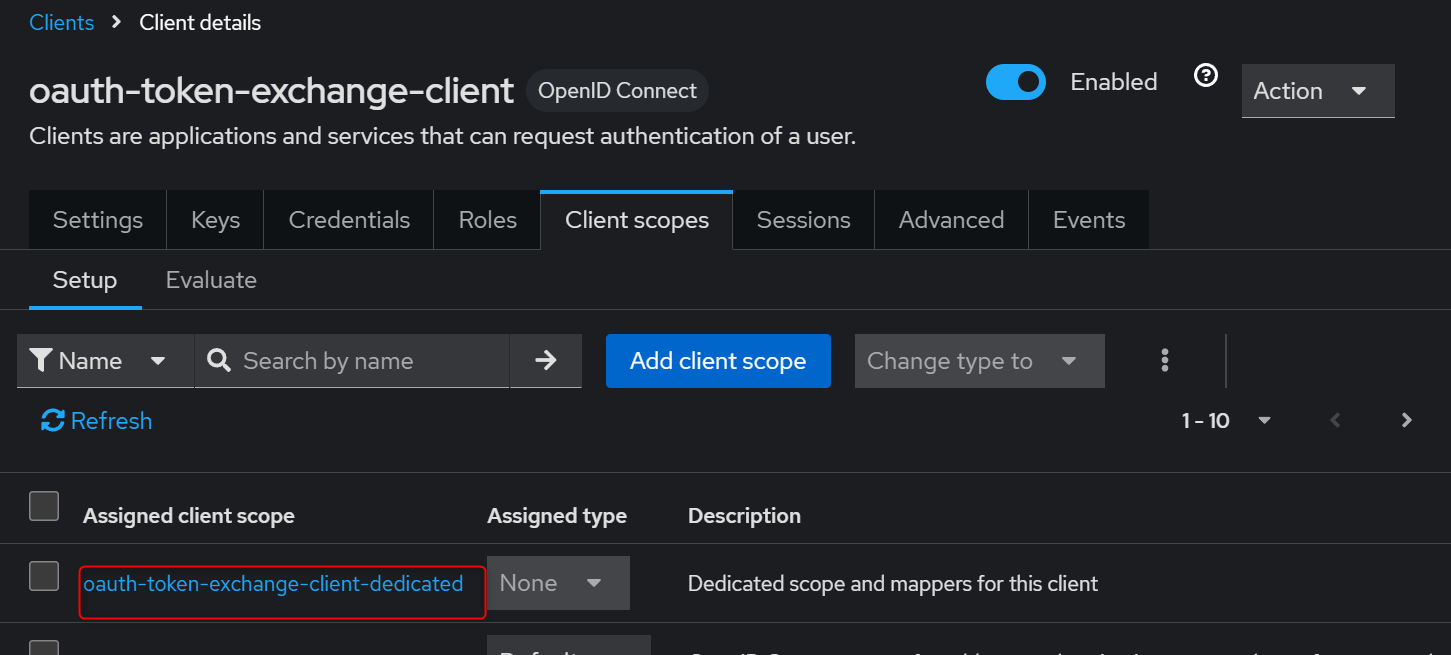 Clients > Client details
oauth-token-exchange-client OpenID Connect Enabled Action
Clients are applications and services that can request authentication of a user.
Settings Keys Credentials Roles Client scopes Sessions Advanced Events
Setup Evaluate
Name Search by name Add client scope Change type to
Refresh 1 - 10
Assigned client scope Assigned type Description
oauth-token-exchange-client-dedicated None Dedicated scope and mappers for this client